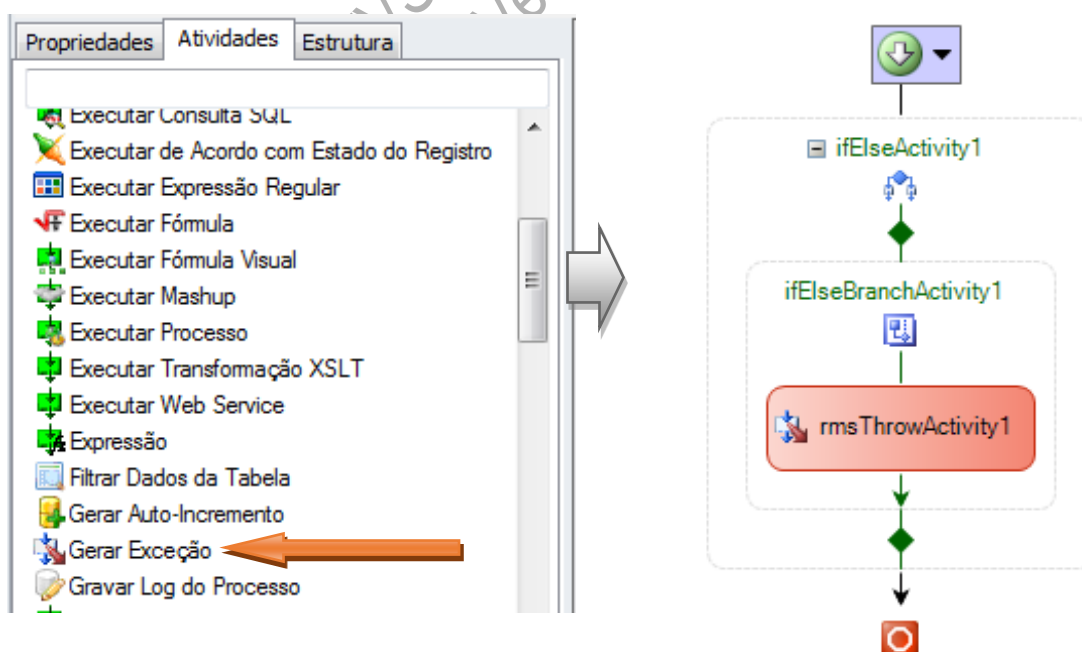 Propriedades Atividades Estrutura
Executar Consulta SQL
Executar de Acordo com Estado do Registro
Executar Expressão Regular
Executar Fórmula
Executar Fórmula Visual
Executar Mashup
Executar Processo
Executar Transformação XSLT
Executar Web Service
Expressão
Filtrar Dados da Tabela
Gerar Auto-Incremento
Gerar Exceção
Gravar Log do Processo
ifElseActivity1
ifElseBranchActivity1
rmsThrowActivity1